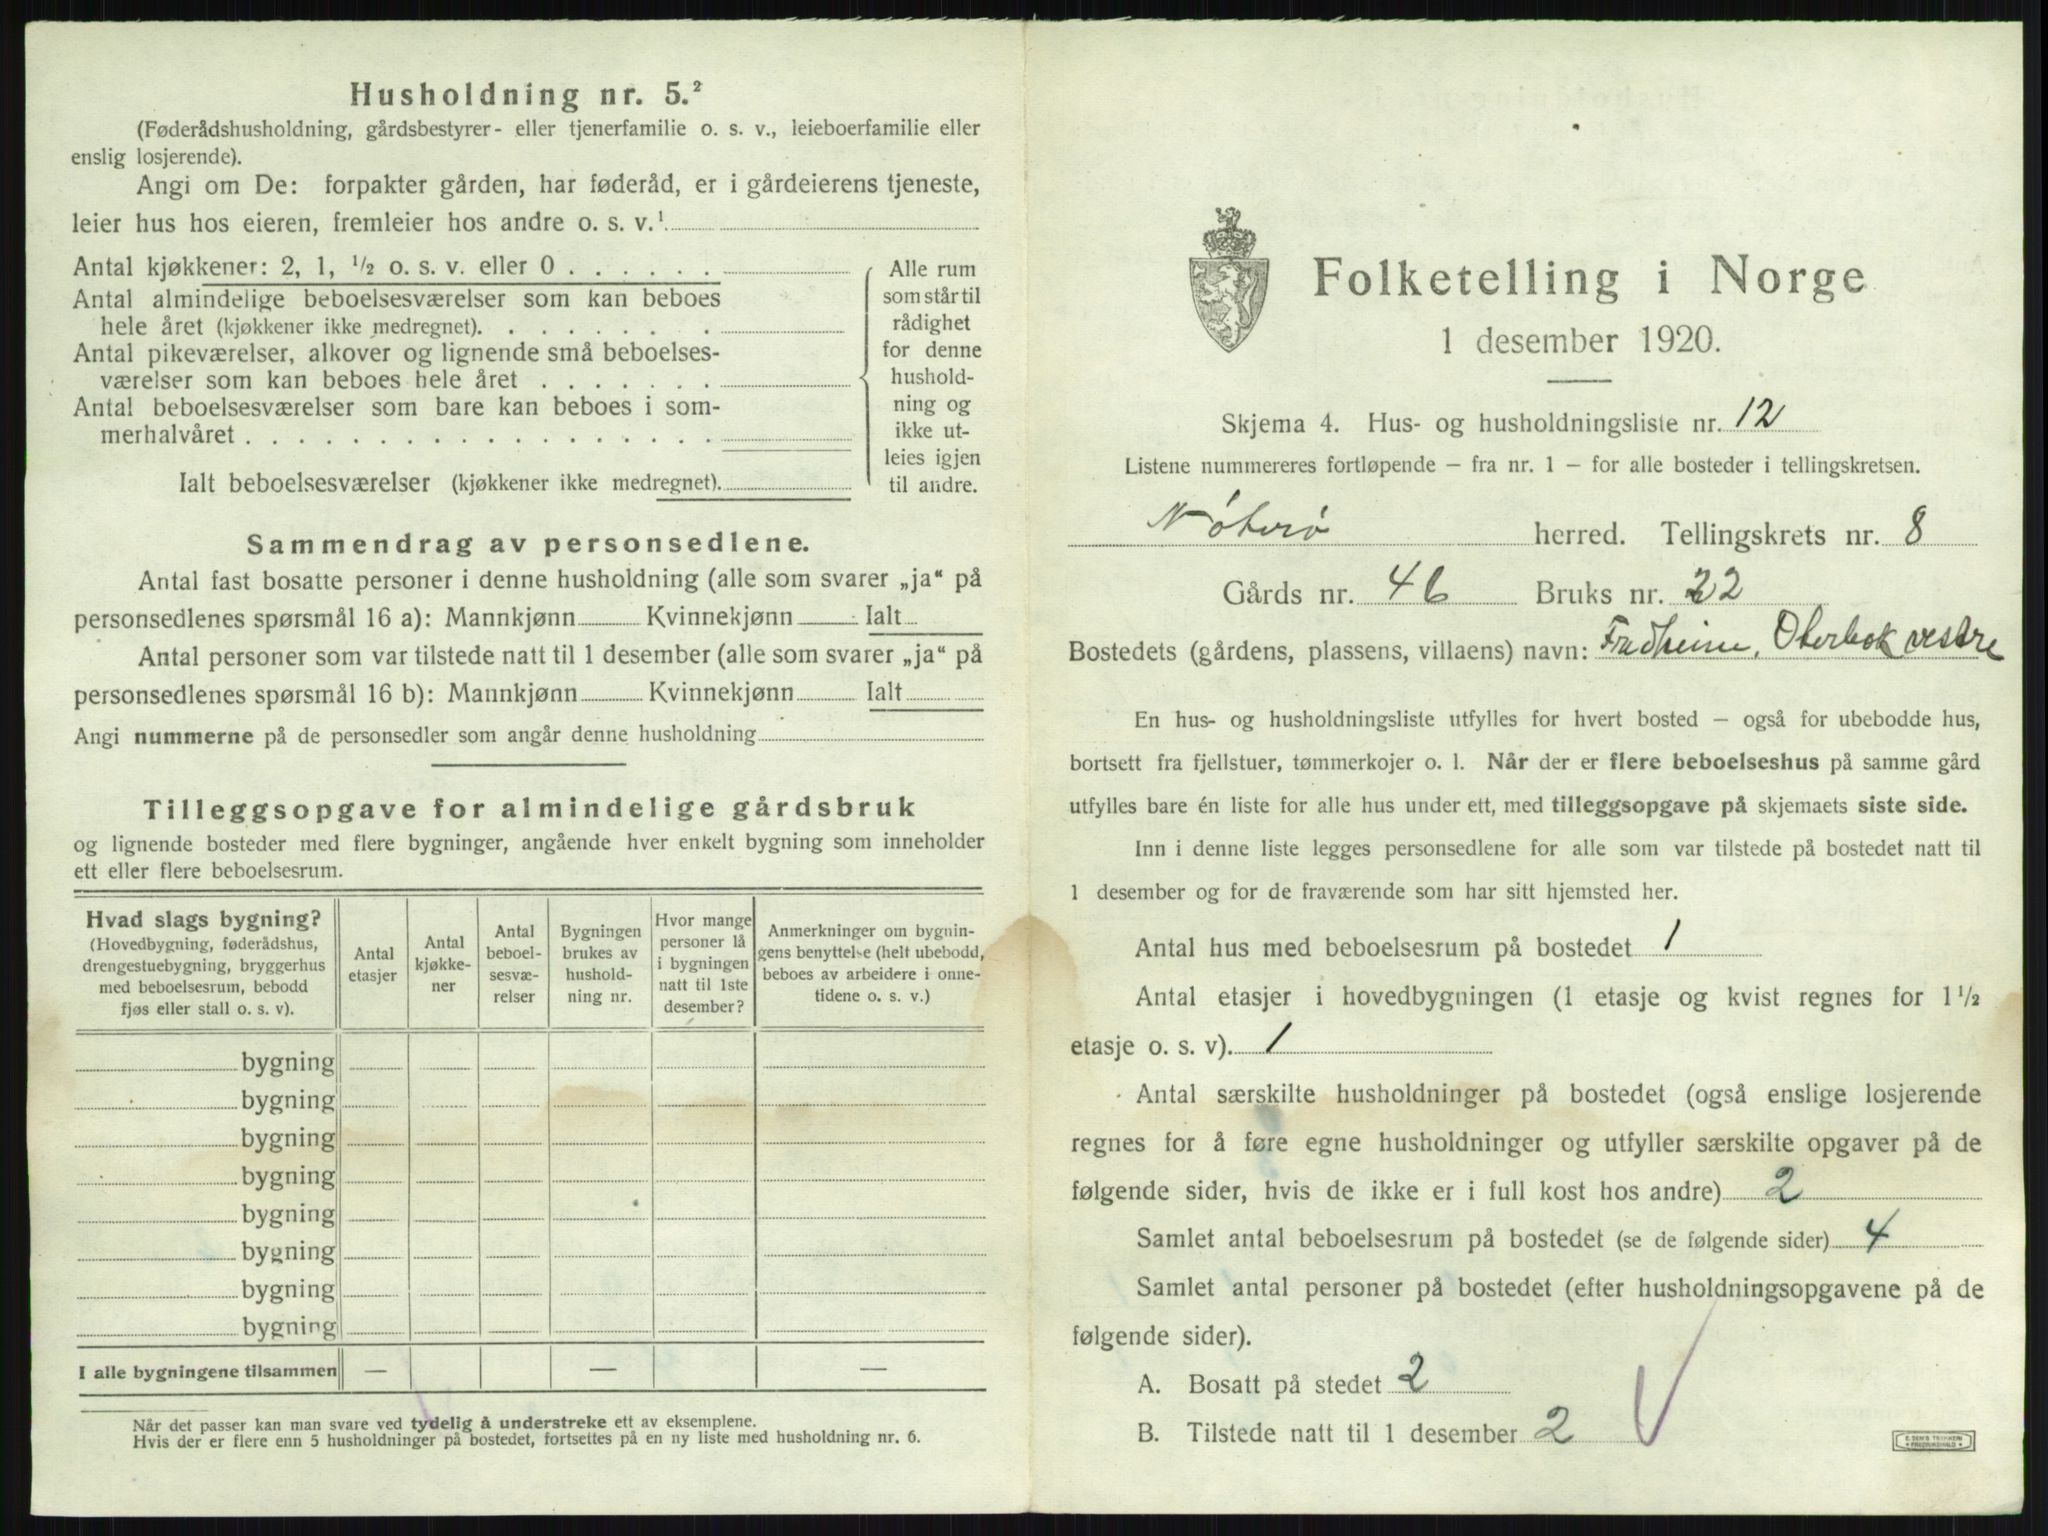 Husholdning nr. 5.²
(Føderådshusholdning, gårdsbestyrer- eller tjenerfamilie o. s. v., leieboerfamilie eller
enslig losjerende).
Angi om De: forpakter gården, har føderåd, er i gårdeierens tjeneste,
leier hus hos eieren, fremleier hos andre o. s. v.¹
Antal kjøkkener: 2, 1, ½ o. s. v. eller 0 . . . . . .
Antal almindelige beboelsesværelser som kan beboes
hele året (kjøkkener ikke medregnet). . . . . . . .
Antal pikeværelser, alkover og lignende små beboelses-
værelser som kan beboes hele året . . . . . . .
Antal beboelsesværelser som bare kan beboes i som-
merhalvåret . . . . . . . . . . . . . . . . . .
Ialt beboelsesværelser (kjøkkener ikke medregnet).
Alle rum
som står til
rådighet
for denne
hushold-
ning og
ikke ut-
leies igjen
til andre.
Sammendrag av personsedlene.
Antal fast bosatte personer i denne husholdning (alle som svarer „ja“ på
personsedlenes spørsmål 16 a): Mannkjønn Kvinnekjønn Ialt
Antal personer som var tilstede natt til 1 desember (alle som svarer „ja“ på
personsedlenes spørsmål 16 b): Mannkjønn Kvinnekjønn Ialt
Angi nummerne på de personsedler som angår denne husholdning
Tilleggsopgave for almindelige gårdsbruk
og lignende bosteder med flere bygninger, angående hver enkelt bygning som inneholder
ett eller flere beboelsesrum.
Hvad slags bygning?
(Hovedbygning, føderådshus,
drengestuebygning, bryggerhus
med beboelsesrum, bebodd
fjøs eller stall o. s. v).
Antal
etasjer
Antal
kjøkke-
ner
Antal
beboel-
sesvæ-
relser
Bygningen
brukes av
hushold-
ning nr.
Hvor mange
personer lå
i bygningen
natt til 1ste
desember?
Anmerkninger om bygnin-
gens benyttelse (helt ubebodd,
beboes av arbeidere i onne-
tidene o. s. v.)
bygning
bygning
bygning
bygning
bygning
bygning
bygning
bygning
I alle bygningene tilsammen — — —
Når det passer kan man svare ved tydelig å understreke ett av eksemplene.
Hvis der er flere enn 5 husholdninger på bostedet, fortsettes på en ny liste med husholdning nr. 6.
Folketelling i Norge
1 desember 1920.
Skjema 4. Hus- og husholdningsliste nr. 12
Listene nummereres fortløpende – fra nr. 1 – for alle bosteder i tellingskretsen.
Nøterø herred. Tellingskrets nr. 8
Gårds nr. 46 Bruks nr. 22
Bostedets (gårdens, plassens, villaens) navn: Fredheim, Oterbek vestre
En hus- og husholdningsliste utfylles for hvert bosted – også for ubebodde hus,
bortsett fra fjellstuer, tømmerkojer o. l. Når der er flere beboelseshus på samme gård
utfylles bare én liste for alle hus under ett, med tilleggsopgave på skjemaets siste side.
Inn i denne liste legges personsedlene for alle som var tilstede på bostedet natt til
1 desember og for de fraværende som har sitt hjemsted her.
Antal hus med beboelsesrum på bostedet 1
Antal etasjer i hovedbygningen (1 etasje og kvist regnes for 1½
etasje o. s. v). 1
Antal særskilte husholdninger på bostedet (også enslige losjerende
regnes for å føre egne husholdninger og utfyller særskilte opgaver på de
følgende sider, hvis de ikke er i full kost hos andre) 2
Samlet antal beboelsesrum på bostedet (se de følgende sider) 4
Samlet antal personer på bostedet (efter husholdningsopgavene på de
følgende sider).
A. Bosatt på stedet 2
B. Tilstede natt til 1 desember 2